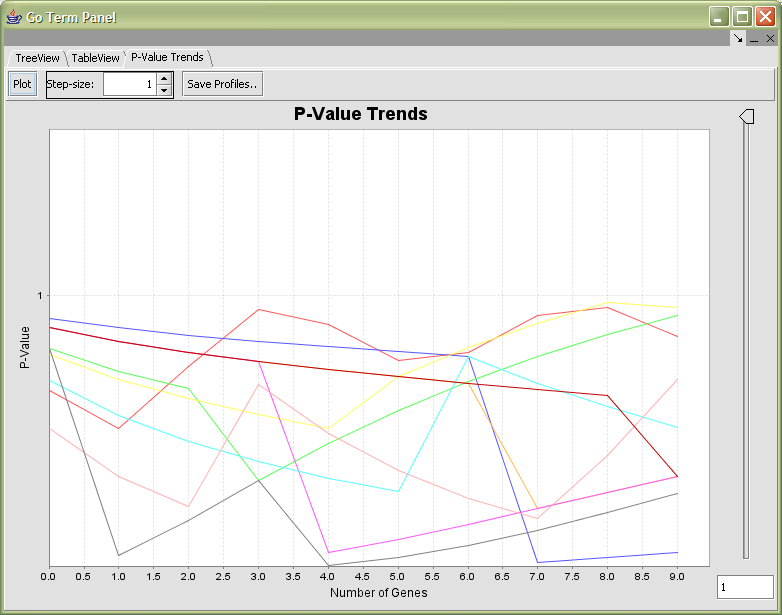 Go Term Panel
TreeView TableView P-Value Trends
Plot Step-size: 1 Save Profiles..
P-Value Trends
1
P-Value
0.0 0.5 1.0 1.5 2.0 2.5 3.0 3.5 4.0 4.5 5.0 5.5 6.0 6.5 7.0 7.5 8.0 8.5 9.0
Number of Genes
1